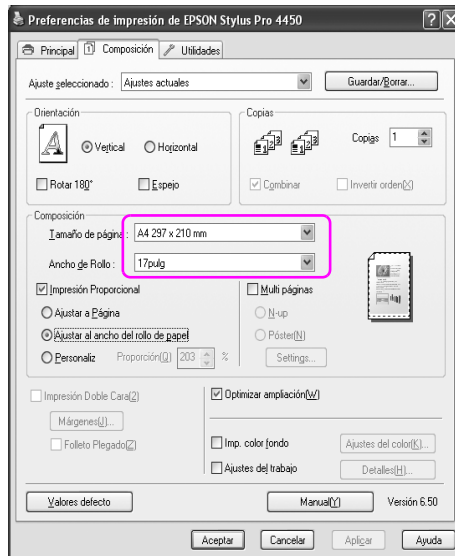 Preferencias de impresión de EPSON Stylus Pro 4450
Principal Composición Utilidades
Ajuste seleccionado : Ajustes actuales Guardar/Borrar...
Orientación Copias
A Vertical Horizontal Copias 1
Rotar 180° Espejo Combinar Invertir orden(X)
Composición
Tamaño de página : A4 297 x 210 mm
Ancho de Rollo : 17pulg
Impresión Proporcional Multi páginas
Ajustar a Página N-up
Ajustar al ancho del rollo de papel Póster(N)
Personaliz Proporción(Q) 203 % Settings...
Impresión Doble Cara(2) Optimizar ampliación(W)
Márgenes(J)...
Folleto Plegado(Z) Imp. color fondo Ajustes del color(K)...
Ajustes del trabajo Detalles(H)...
Valores defecto Manual(Y) Versión 6.50
Aceptar Cancelar Aplicar Ayuda